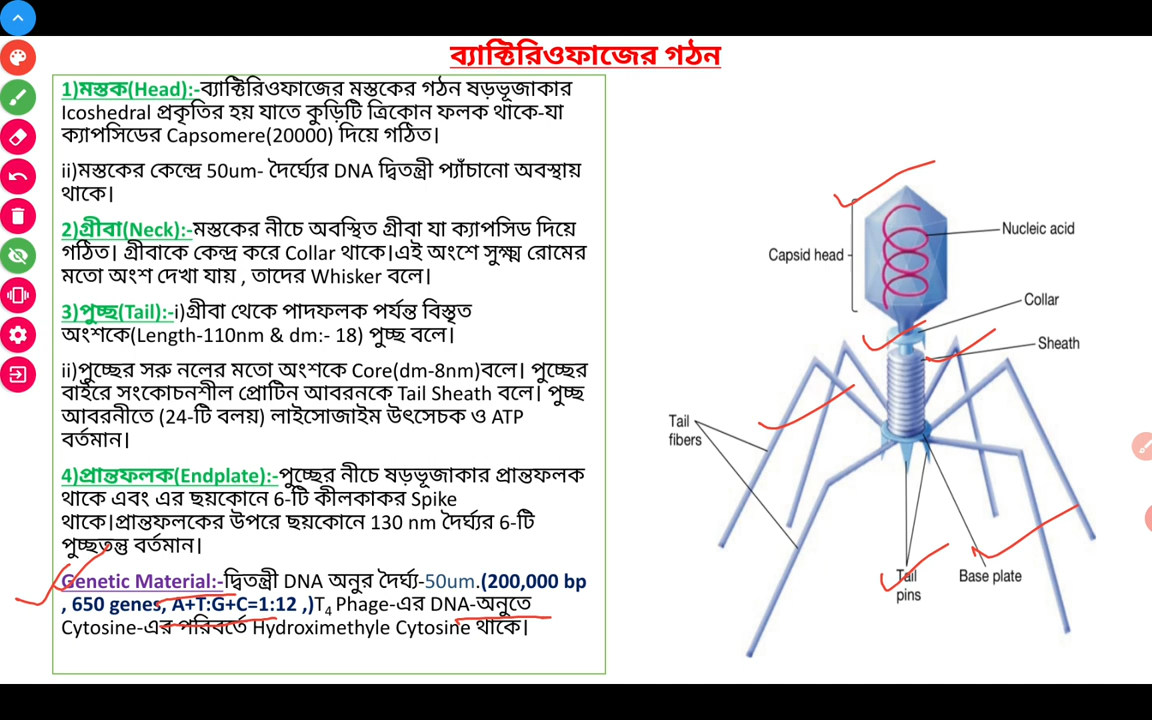 ব্যাক্টিরিওফাজের গঠন
1)মস্তক(Head):-ব্যাক্টিরিওফাজের মস্তকের গঠন ষড়ভূজাকার
Icoshedral প্রকৃতির হয় যাতে কুড়িটি ত্রিকোন ফলক থাকে-যা
ক্যাপসিডের Capsomere(20000) দিয়ে গঠিত।
ii)মস্তকের কেন্দ্রে 50um- দৈর্ঘ্যের DNA দ্বিতন্ত্রী প্যাঁচানো অবস্থায়
থাকে।
2)গ্রীবা(Neck):-মস্তকের নীচে অবস্থিত গ্রীবা যা ক্যাপসিড দিয়ে
গঠিত। গ্রীবাকে কেন্দ্র করে Collar থাকে।এই অংশে সুক্ষ্ম রোমের
মতো অংশ দেখা যায় , তাদের Whisker বলে।
3)পুচ্ছ(Tail):-i)গ্রীবা থেকে পাদফলক পর্যন্ত বিস্তৃত
অংশকে(Length-110nm & dm:- 18) পুচ্ছ বলে।
ii)পুচ্ছের সরু নলের মতো অংশকে Core(dm-8nm)বলে। পুচ্ছের
বাইরে সংকোচনশীল প্রোটিন আবরনকে Tail Sheath বলে। পুচ্ছ
আবরনীতে (24-টি বলয়) লাইসোজাইম উৎসেচক ও ATP
বর্তমান।
4)প্রান্তফলক(Endplate):-পুচ্ছের নীচে ষড়ভূজাকার প্রান্তফলক
থাকে এবং এর ছয়কোনে 6-টি কীলকাকর Spike
থাকে।প্রান্তফলকের উপরে ছয়কোনে 130 nm দৈর্ঘ্যর 6-টি
পুচ্ছতন্তু বর্তমান।
Genetic Material:-দ্বিতন্ত্রী DNA অনুর দৈর্ঘ্য-50um.(200,000 bp
, 650 genes, A+T:G+C=1:12 ,)T4 Phage-এর DNA-অনুতে
Cytosine-এর পরিবর্তে Hydroximethyle Cytosine থাকে।
Nucleic acid
Capsid head
Collar
Sheath
Tail
fibers
Tail
pins
Base plate